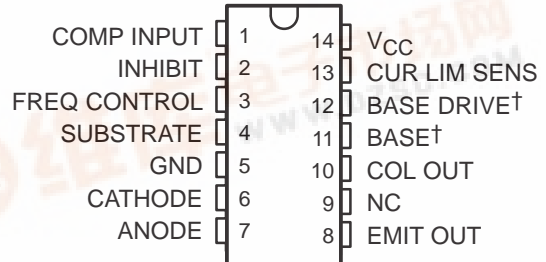 COMP INPUT 1 14 VCC
INHIBIT 2 13 CUR LIM SENS
FREQ CONTROL 3 12 BASE DRIVE†
SUBSTRATE 4 11 BASE†
GND 5 10 COL OUT
CATHODE 6 9 NC
ANODE 7 8 EMIT OUT